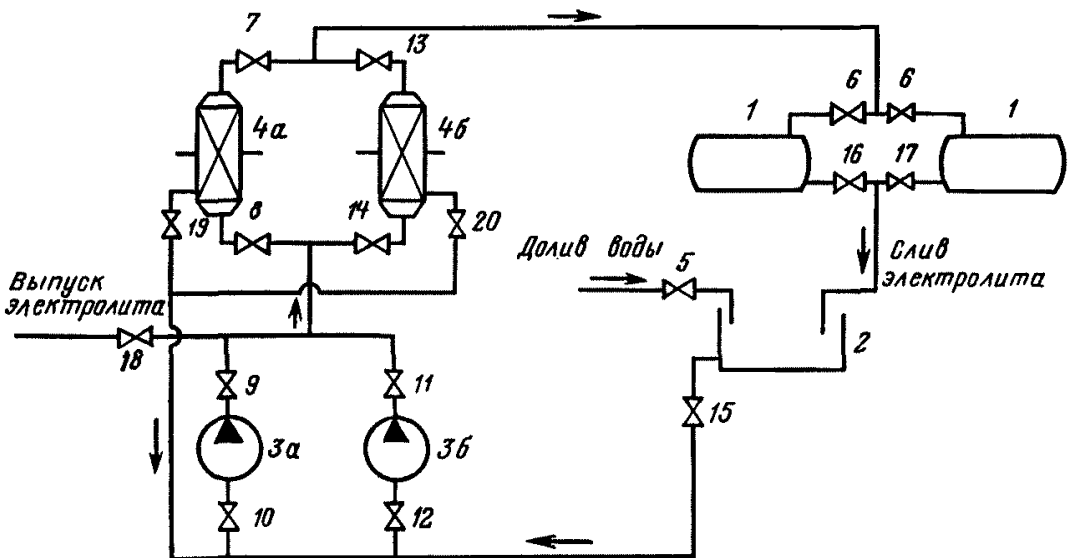 7
13
6
6
4а
4б
1
1
16
17
19
8
14
20
Долив воды
5
Слив
электролита
Выпуск
электролита
18
2
9
11
15
3а
3б
10
12